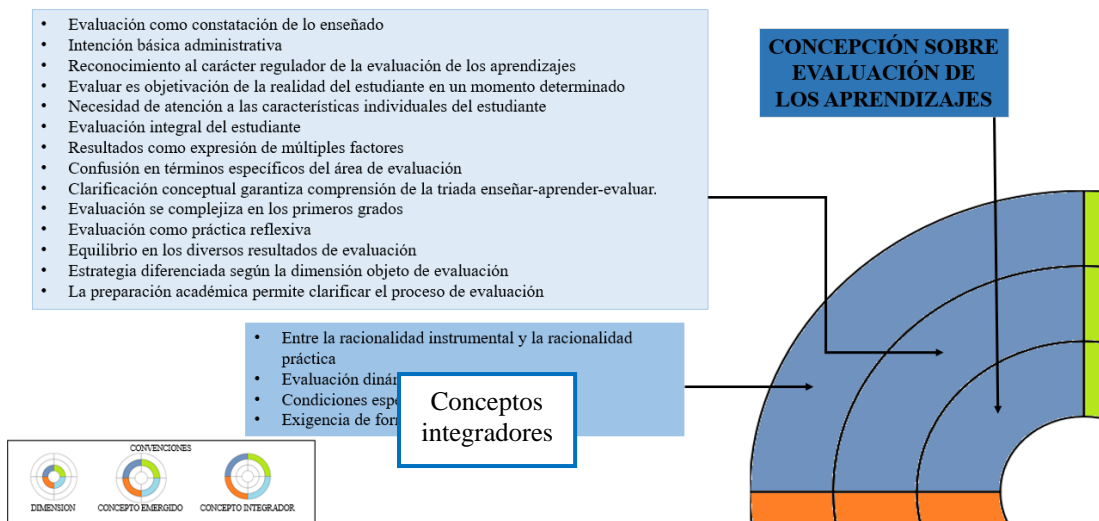 • Evaluación como constatación de lo enseñado
• Intención básica administrativa
• Reconocimiento al carácter regulador de la evaluación de los aprendizajes
• Evaluar es objetivación de la realidad del estudiante en un momento determinado
• Necesidad de atención a las características individuales del estudiante
• Evaluación integral del estudiante
• Resultados como expresión de múltiples factores
• Confusión en términos específicos del área de evaluación
• Clarificación conceptual garantiza comprensión de la triada enseñar-aprender-evaluar.
• Evaluación se complejiza en los primeros grados
• Evaluación como práctica reflexiva
• Equilibrio en los diversos resultados de evaluación
• Estrategia diferenciada según la dimensión objeto de evaluación
• La preparación académica permite clarificar el proceso de evaluación
CONCEPCIÓN SOBRE
EVALUACIÓN DE
LOS APRENDIZAJES
• Entre la racionalidad instrumental y la racionalidad
práctica
• Evaluación
• Condiciones
• Exigencia de
Conceptos
integradores
CONVENCIONES
DIMENSION
CONCEPTO EMERGIDO
CONCEPTO INTEGRADOR